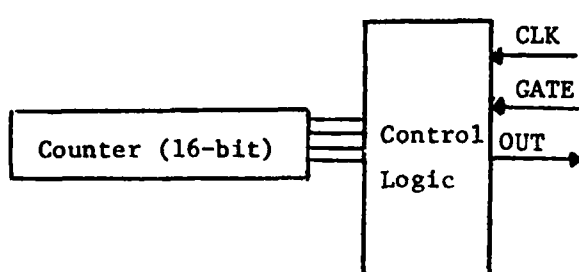 CLK
GATE
Counter (16-bit)
Control
Logic
OUT